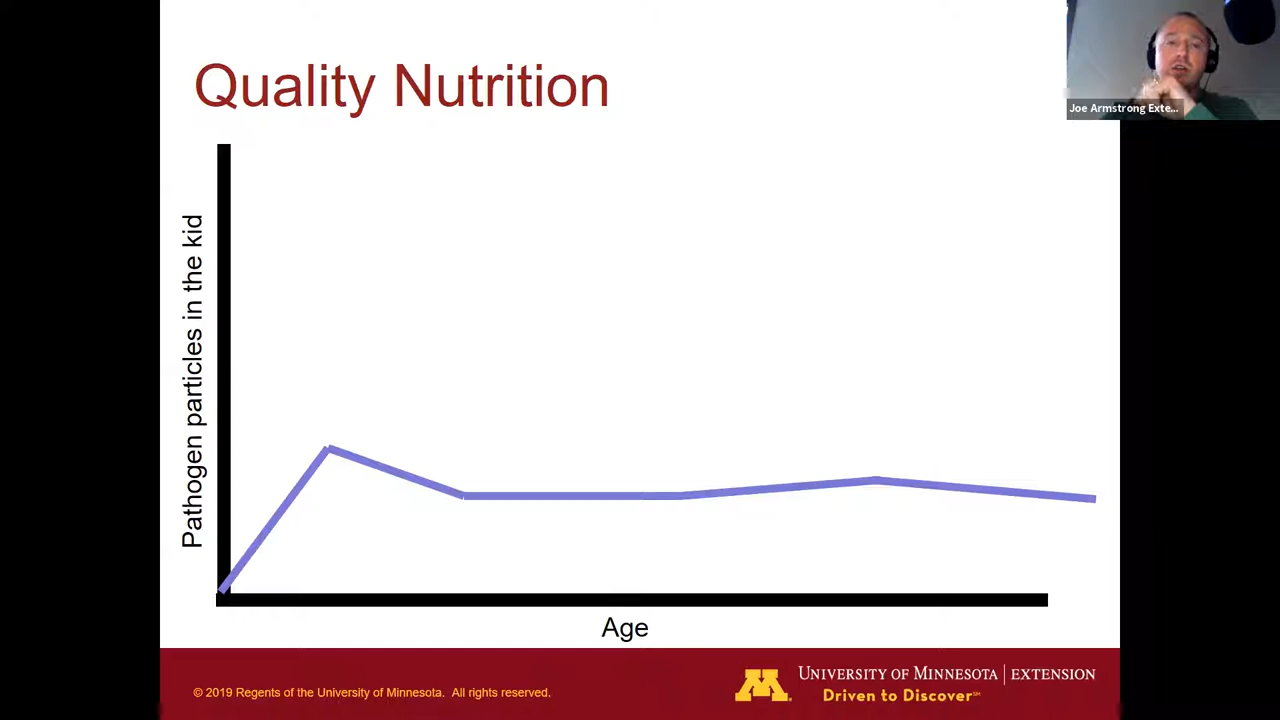 Quality Nutrition
Joe Armstrong Exte...
Pathogen particles in the kid
Age
© 2019 Regents of the University of Minnesota. All rights reserved.
M
UNIVERSITY OF MINNESOTA | EXTENSION
Driven to Discover℠